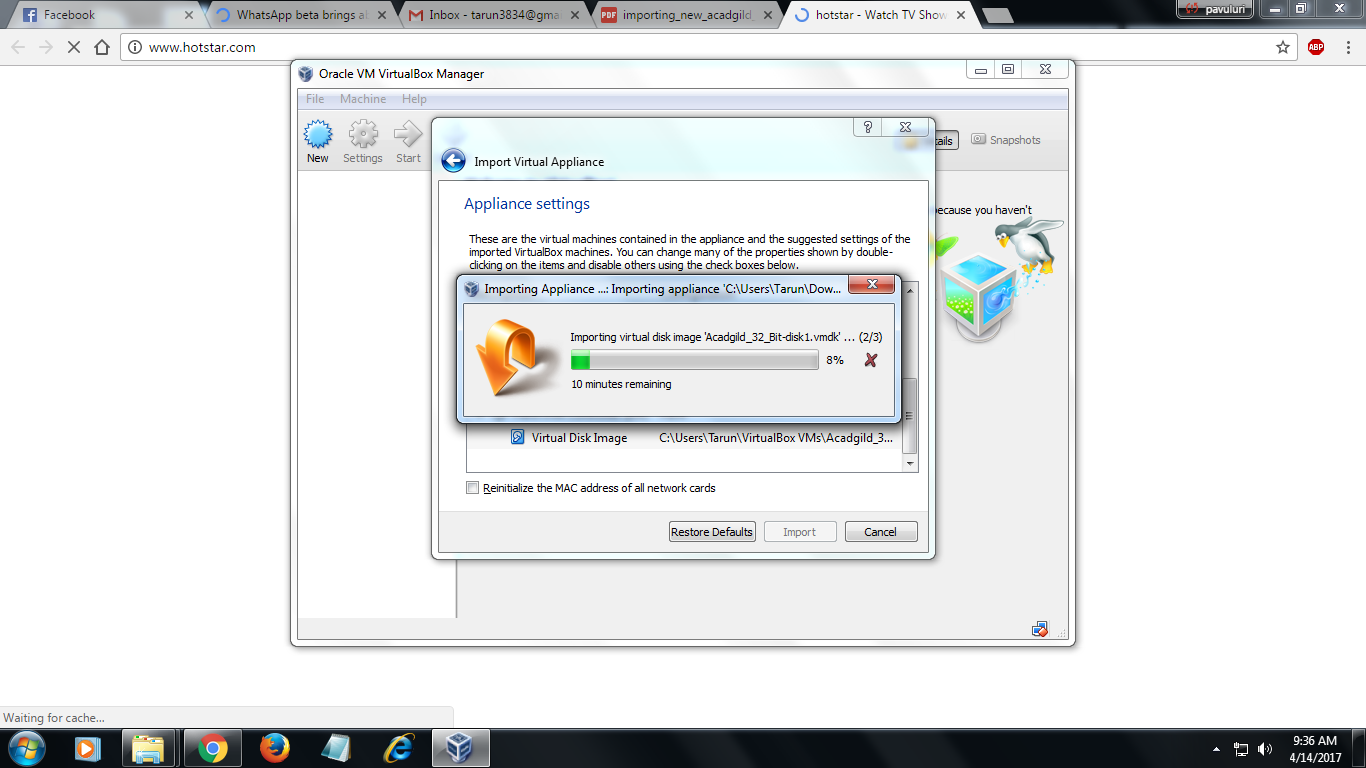 Facebook
WhatsApp beta brings al
Inbox - tarun3834@gma
PDF importing_new_acadgild_
hotstar - Watch TV Show
pavuluri
www.hotstar.com
ABP
Oracle VM VirtualBox Manager
File Machine Help
New Settings Start
ails
Snapshots
ecause you haven't
?
Import Virtual Appliance
Appliance settings
These are the virtual machines contained in the appliance and the suggested settings of the
imported VirtualBox machines. You can change many of the properties shown by double-
clicking on the items and disable others using the check boxes below.
Importing Appliance ...: Importing appliance 'C:\Users\Tarun\Dow...
Importing virtual disk image 'Acadgild_32_Bit-disk1.vmdk' ... (2/3)
8%
10 minutes remaining
Virtual Disk Image C:\Users\Tarun\VirtualBox VMs\Acadgild_3...
Reinitialize the MAC address of all network cards
Restore Defaults Import Cancel
Waiting for cache...
9:36 AM
4/14/2017